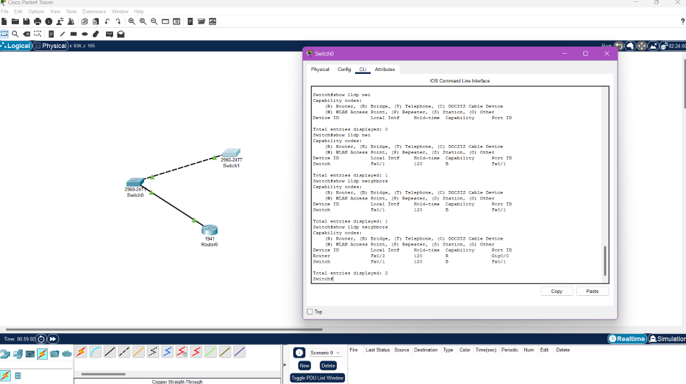 Cisco Packet Tracer
File Edit Options View Tools Extensions Window Help
Logical Physical x 936, y 155
Root 02:24:00
Switch0
Physical Config CLI Attributes
IOS Command Line Interface
Switch#show lldp nei
Capability codes:
(R) Router, (B) Bridge, (T) Telephone, (C) DOCSIS Cable Device
(W) WLAN Access Point, (P) Repeater, (S) Station, (O) Other
Device ID Local Intf Hold-time Capability Port ID
Total entries displayed: 0
Switch#show lldp nei
Capability codes:
(R) Router, (B) Bridge, (T) Telephone, (C) DOCSIS Cable Device
(W) WLAN Access Point, (P) Repeater, (S) Station, (O) Other
Device ID Local Intf Hold-time Capability Port ID
Switch Fa0/1 120 B Fa0/1
Total entries displayed: 1
Switch#show lldp neighbors
Capability codes:
(R) Router, (B) Bridge, (T) Telephone, (C) DOCSIS Cable Device
(W) WLAN Access Point, (P) Repeater, (S) Station, (O) Other
Device ID Local Intf Hold-time Capability Port ID
Switch Fa0/1 120 B Fa0/1
Total entries displayed: 1
Switch#show lldp neighbors
Capability codes:
(R) Router, (B) Bridge, (T) Telephone, (C) DOCSIS Cable Device
(W) WLAN Access Point, (P) Repeater, (S) Station, (O) Other
Device ID Local Intf Hold-time Capability Port ID
Router Fa0/2 120 R Gig0/0
Switch Fa0/1 120 B Fa0/1
Total entries displayed: 2
Switch#
Copy Paste
Top
2960-24TT
Switch1
2960-24TT
Switch0
1941
Router0
Time: 00:59:02
Realtime Simulation
Scenario 0
New Delete
Toggle PDU List Window
Fire Last Status Source Destination Type Color Time(sec) Periodic Num Edit Delete
Copper Straight-Through